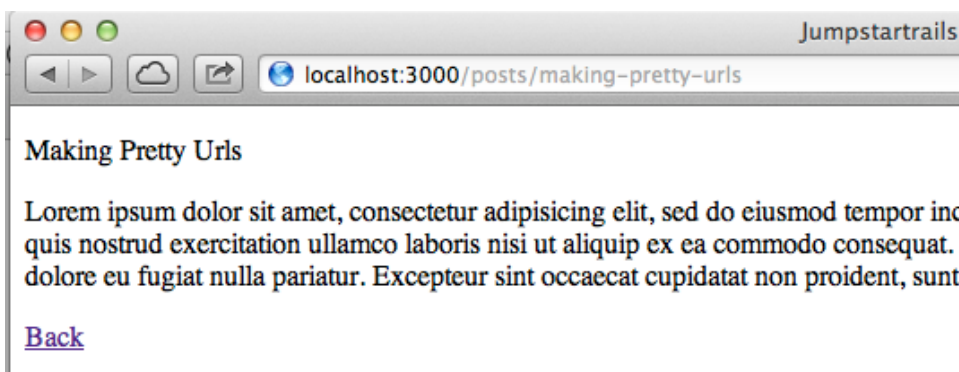 Jumpstartrails
localhost:3000/posts/making-pretty-urls
Making Pretty Urls
Lorem ipsum dolor sit amet, consectetur adipisicing elit, sed do eiusmod tempor inc
quis nostrud exercitation ullamco laboris nisi ut aliquip ex ea commodo consequat.
dolore eu fugiat nulla pariatur. Excepteur sint occaecat cupidatat non proident, sunt
Back